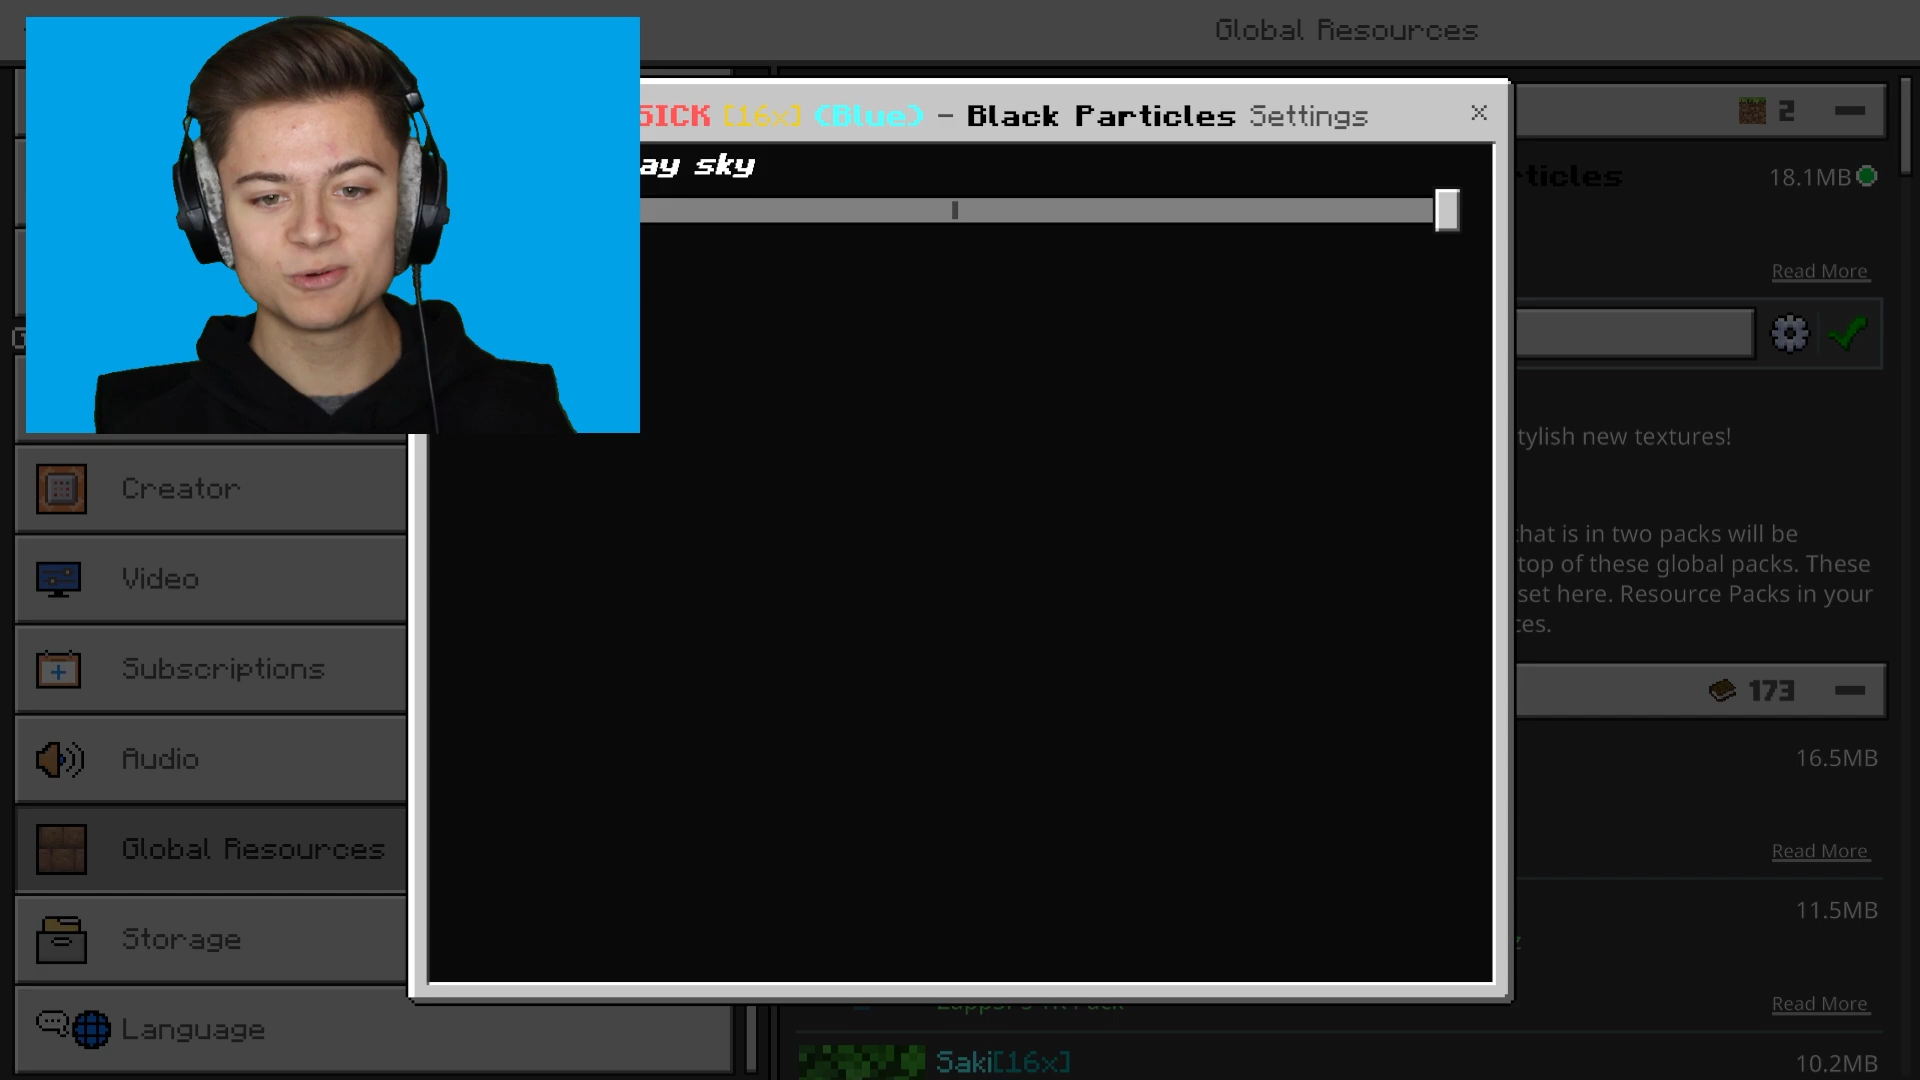 Global Resources
SICK [16x] (Blue) - Black Particles Settings
2
ay sky
rticles
18.1MB
Read More
tylish new textures!
Creator
that is in two packs will be
top of these global packs. These
set here. Resource Packs in your
ces.
Video
Subscriptions
173
Audio
16.5MB
Global Resources
Read More
11.5MB
Storage
Read More
Language
Saki[16x]
10.2MB